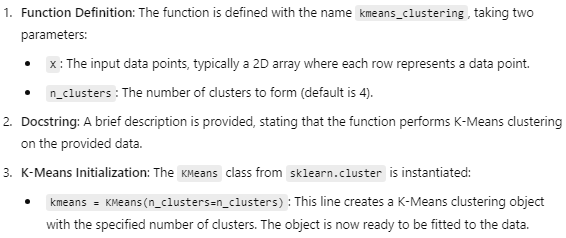 1. Function Definition: The function is defined with the name kmeans_clustering, taking two
parameters:
• x: The input data points, typically a 2D array where each row represents a data point.
• n_clusters: The number of clusters to form (default is 4).
2. Docstring: A brief description is provided, stating that the function performs K-Means clustering
on the provided data.
3. K-Means Initialization: The KMeans class from sklearn.cluster is instantiated:
• kmeans = KMeans(n_clusters=n_clusters): This line creates a K-Means clustering object
with the specified number of clusters. The object is now ready to be fitted to the data.